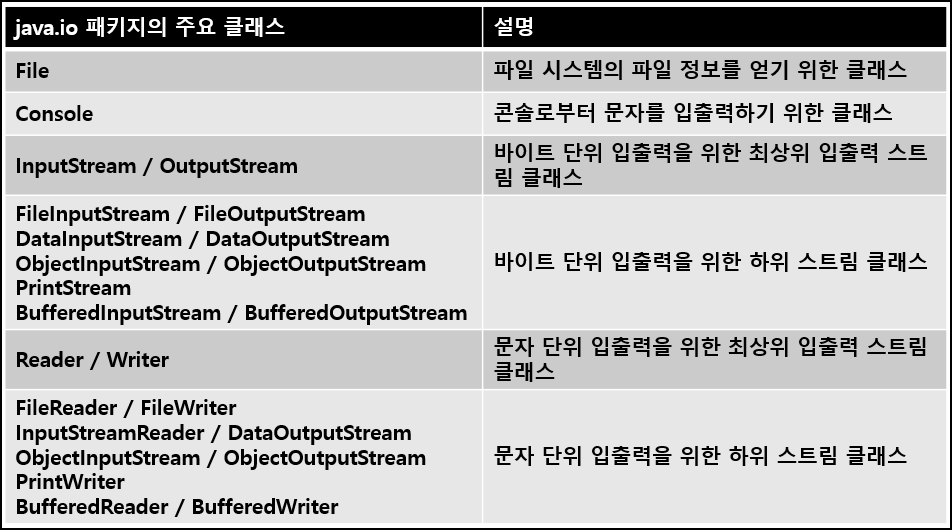 java.io 패키지의 주요 클래스
설명
File
파일 시스템의 파일 정보를 얻기 위한 클래스
Console
콘솔로부터 문자를 입출력하기 위한 클래스
InputStream / OutputStream
바이트 단위 입출력을 위한 최상위 입출력 스트
림 클래스
FileInputStream / FileOutputStream
DataInputStream / DataOutputStream
ObjectInputStream / ObjectOutputStream
PrintStream
BufferedInputStream / BufferedOutputStream
바이트 단위 입출력을 위한 하위 스트림 클래스
Reader / Writer
문자 단위 입출력을 위한 최상위 입출력 스트림
클래스
FileReader / FileWriter
InputStreamReader / DataOutputStream
ObjectInputStream / ObjectOutputStream
PrintWriter
BufferedReader / BufferedWriter
문자 단위 입출력을 위한 하위 스트림 클래스